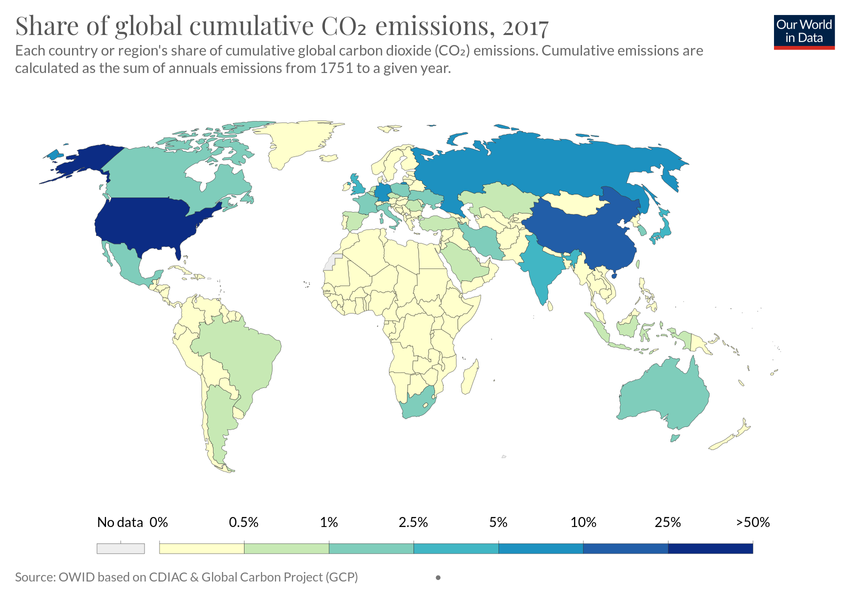 Share of global cumulative CO₂ emissions, 2017
Our World
in Data
Each country or region's share of cumulative global carbon dioxide (CO₂) emissions. Cumulative emissions are
calculated as the sum of annuals emissions from 1751 to a given year.
No data 0% 0.5% 1% 2.5% 5% 10% 25% >50%
Source: OWID based on CDIAC & Global Carbon Project (GCP) •